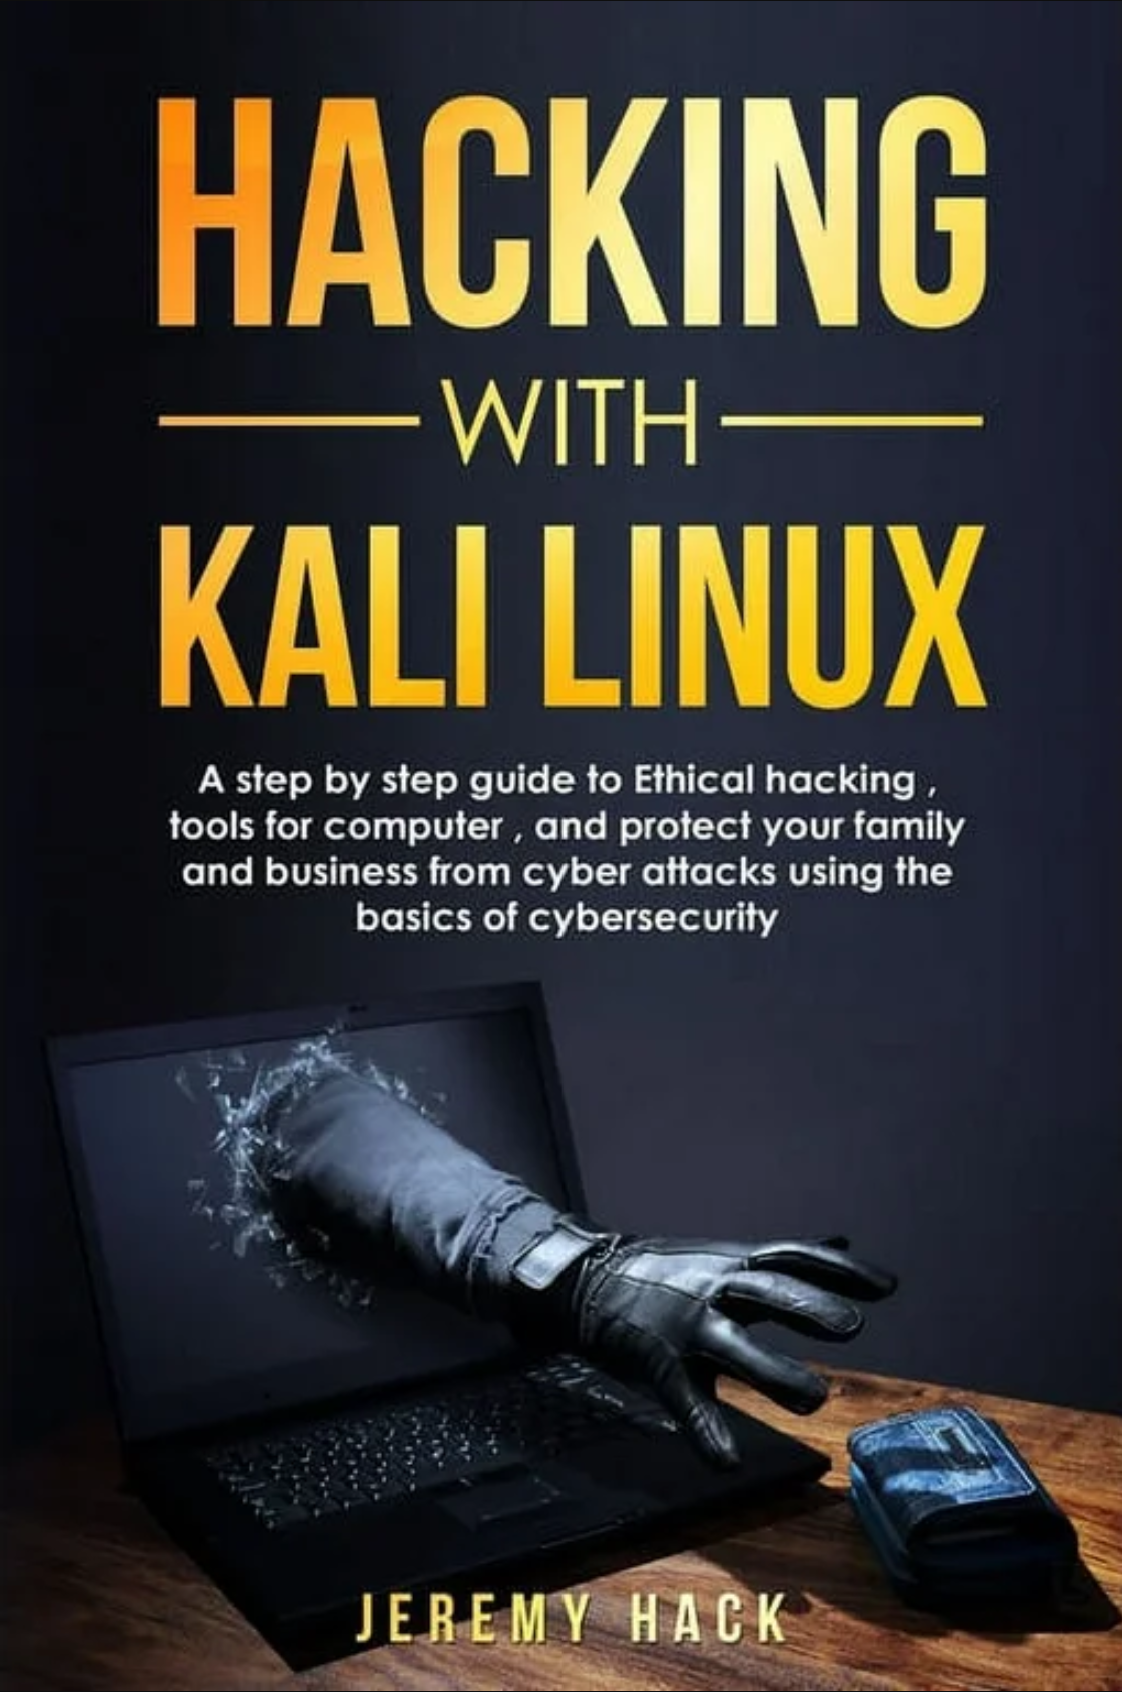 HACKING
WITH
KALI LINUX
A step by step guide to Ethical hacking ,
tools for computer , and protect your family
and business from cyber attacks using the
basics of cybersecurity
JEREMY HACK